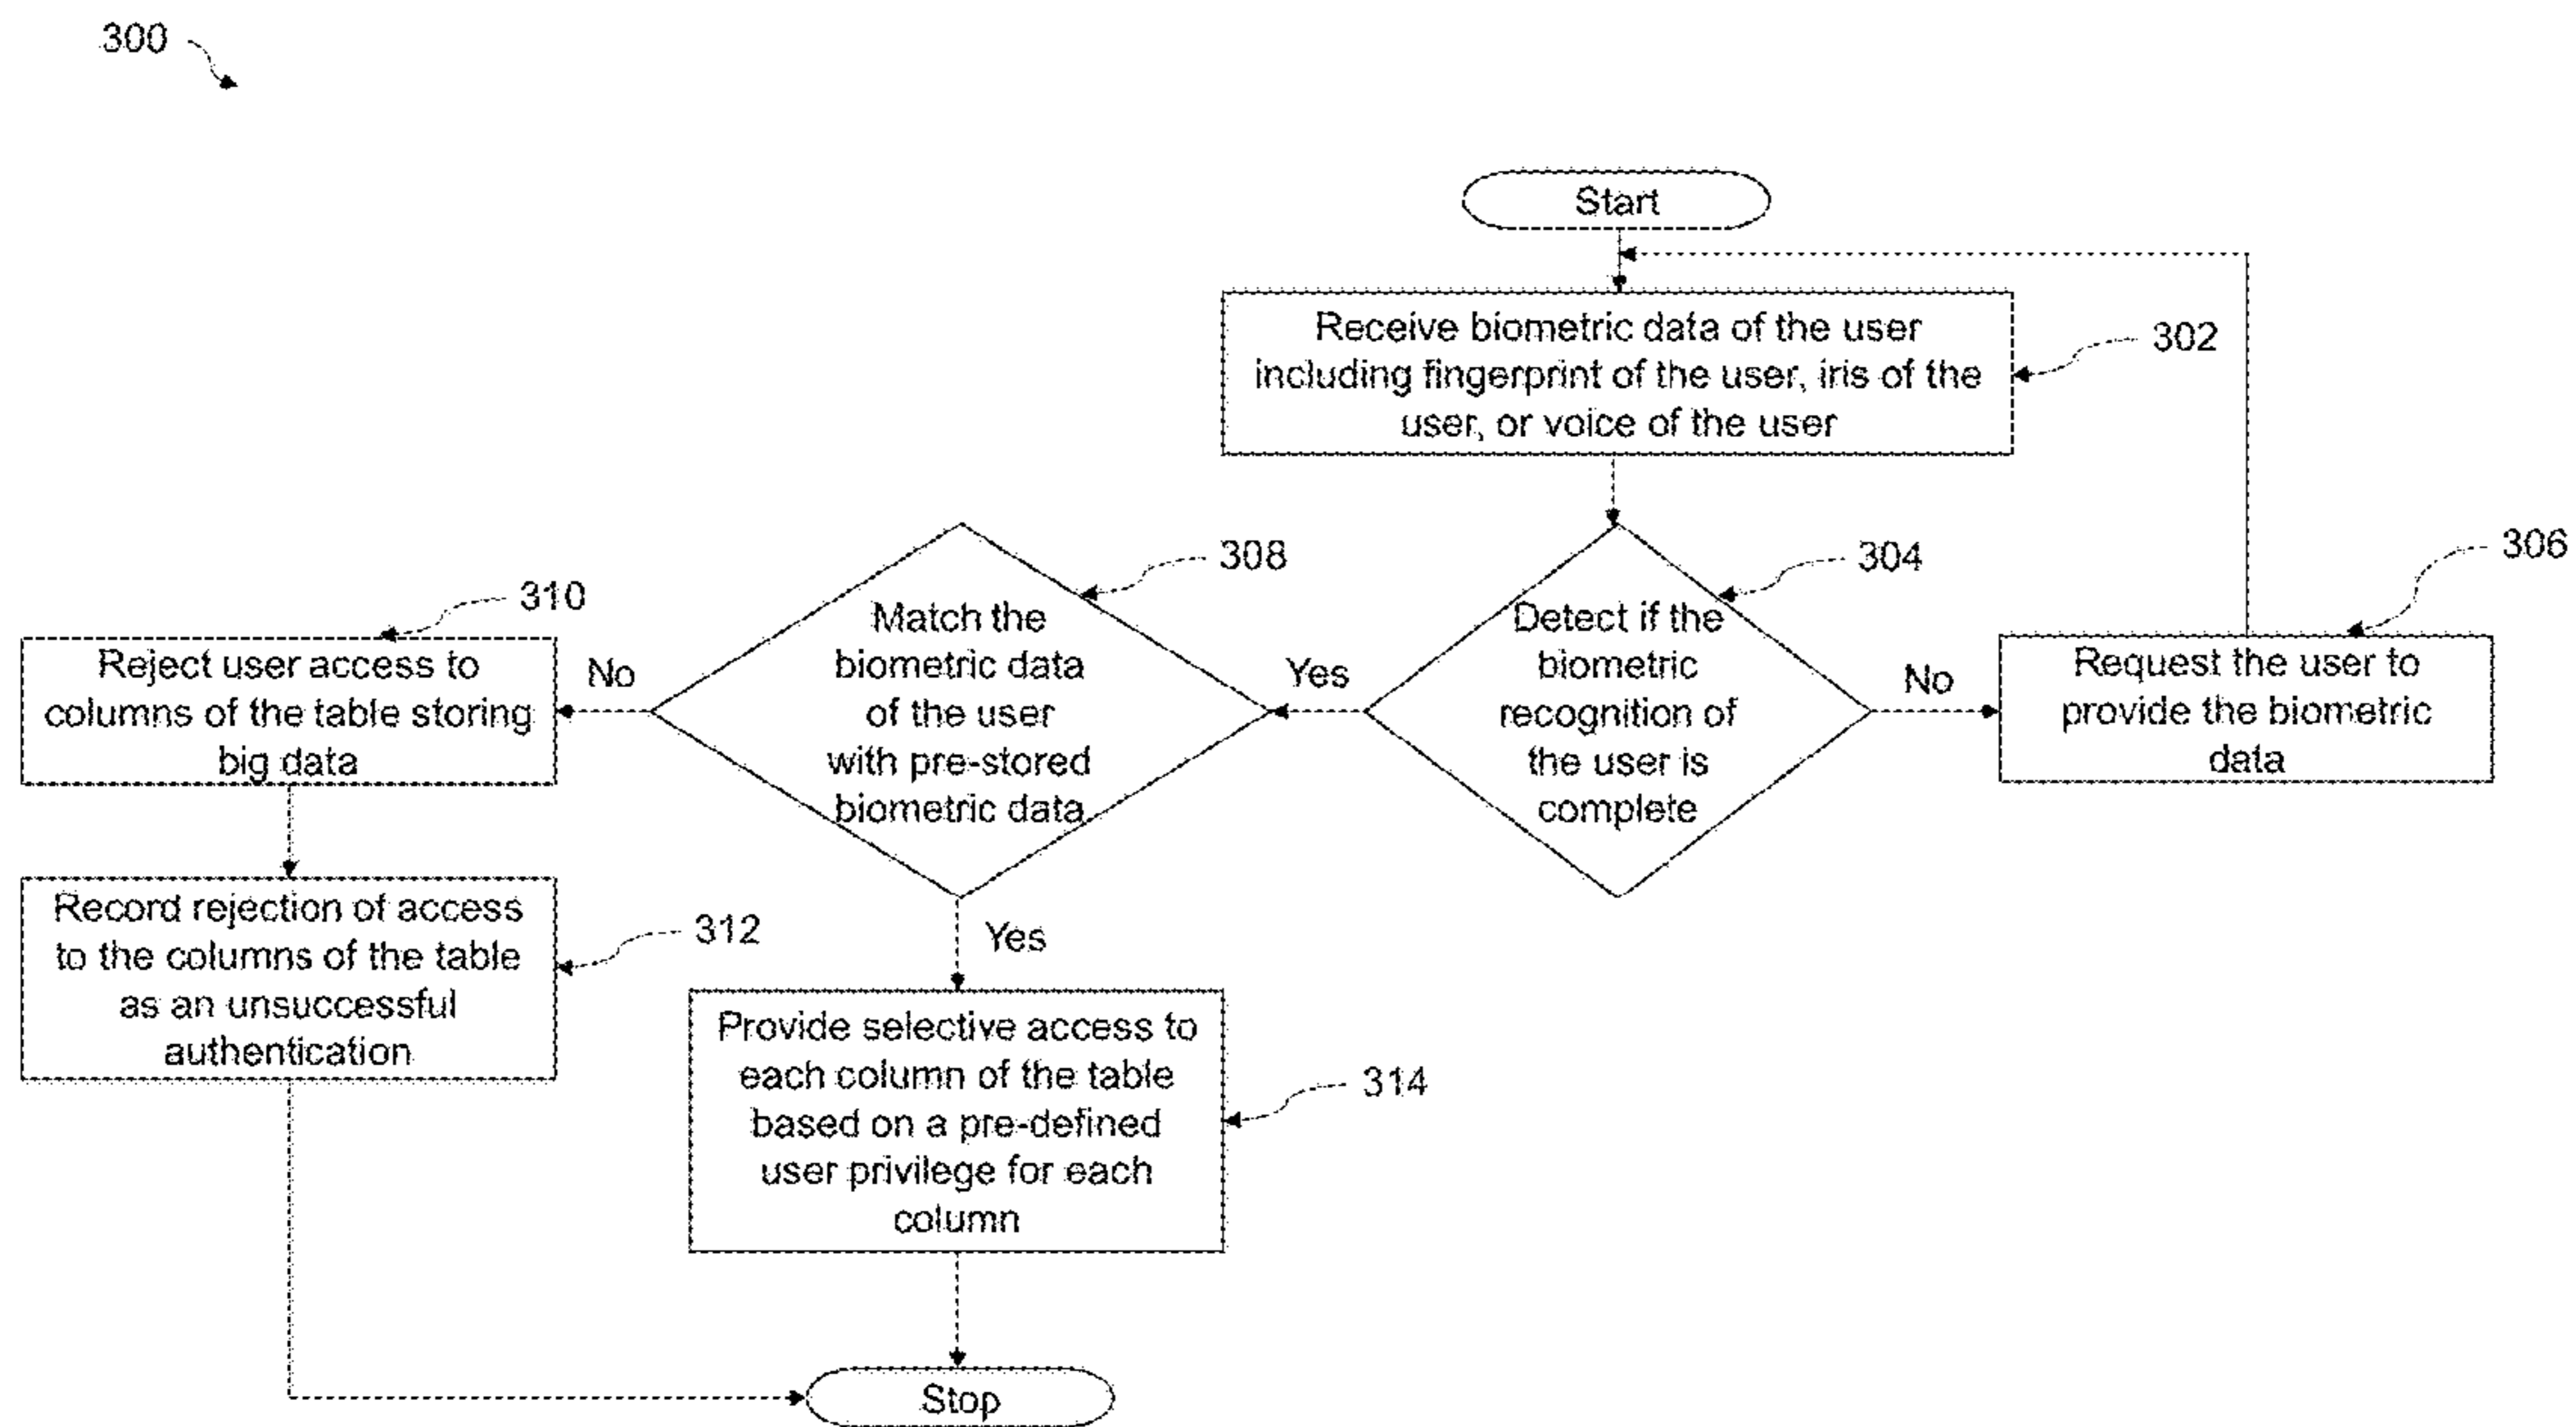 300
Start
Receive biometric data of the user
including fingerprint of the user, iris of the
user, or voice of the user
302
304
Detect if the
biometric
recognition of
the user is
complete
No
306
Request the user to
provide the biometric
data
Yes
308
Match the
biometric data
of the user
with pre-stored
biometric data
No
310
Reject user access to
columns of the table storing
big data
312
Record rejection of access
to the columns of the table
as an unsuccessful
authentication
Yes
Provide selective access to
each column of the table
based on a pre-defined
user privilege for each
column
314
Stop